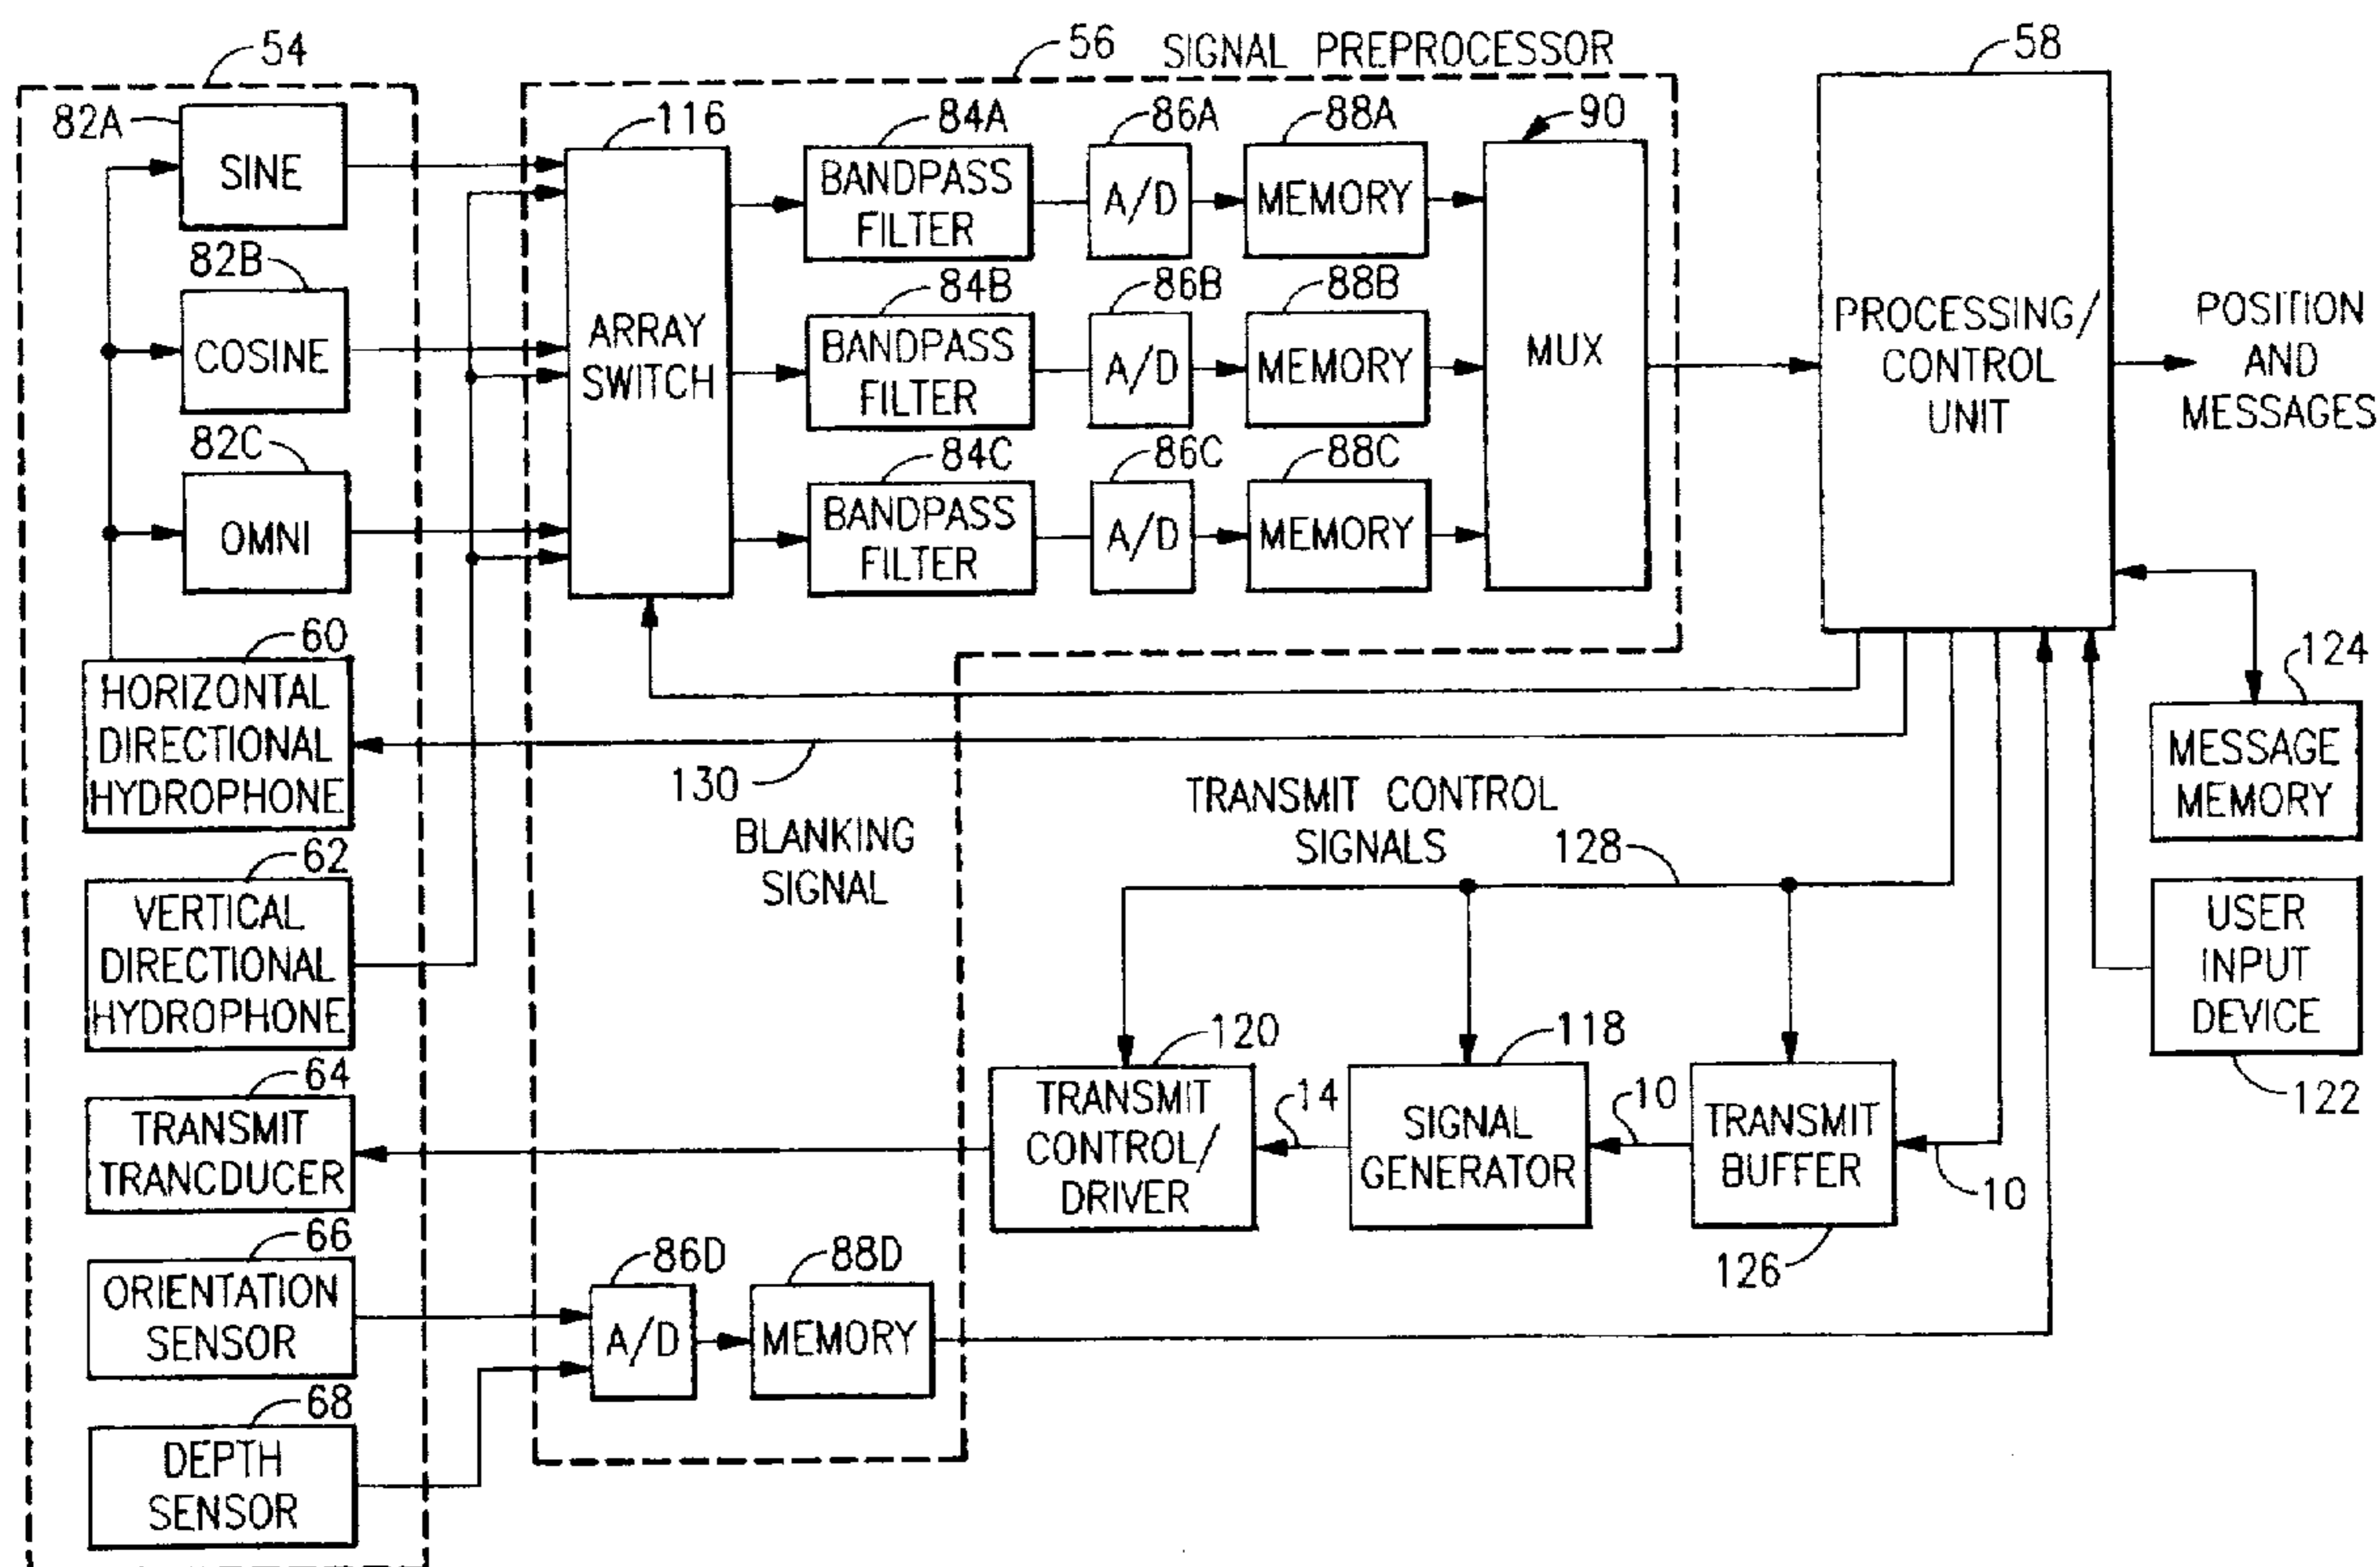 54
56
SIGNAL PREPROCESSOR
58
82A
SINE
116
84A
86A
88A
90
BANDPASS
FILTER
A/D
MEMORY
82B
COSINE
ARRAY
SWITCH
84B
86B
88B
BANDPASS
FILTER
A/D
MEMORY
MUX
PROCESSING/
CONTROL
UNIT
POSITION
AND
MESSAGES
82C
OMNI
84C
86C
88C
BANDPASS
FILTER
A/D
MEMORY
60
HORIZONTAL
DIRECTIONAL
HYDROPHONE
130
BLANKING
SIGNAL
TRANSMIT CONTROL
SIGNALS
128
124
MESSAGE
MEMORY
62
VERTICAL
DIRECTIONAL
HYDROPHONE
USER
INPUT
DEVICE
122
64
TRANSMIT
TRANCDUCER
120
TRANSMIT
CONTROL/
DRIVER
14
118
SIGNAL
GENERATOR
10
TRANSMIT
BUFFER
10
126
66
ORIENTATION
SENSOR
86D
A/D
88D
MEMORY
68
DEPTH
SENSOR